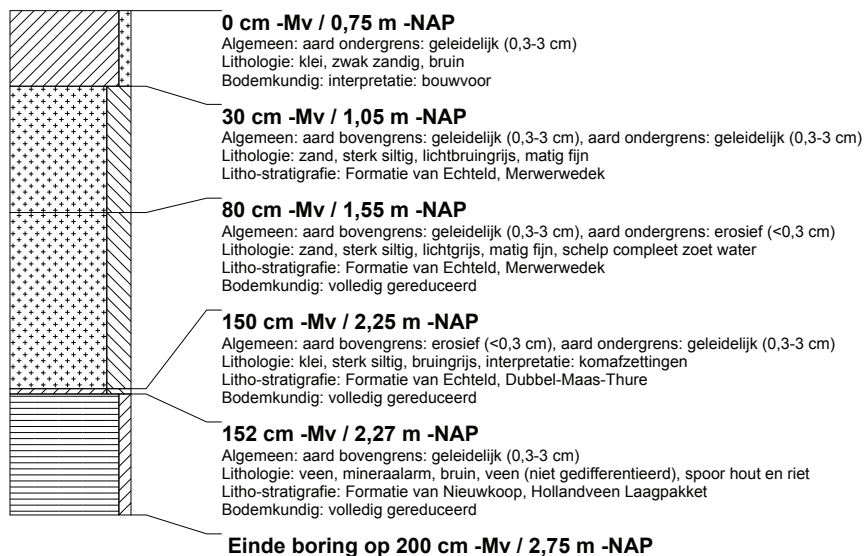 0 cm -Mv / 0,75 m -NAP
Algemeen: aard ondergrens: geleidelijk (0,3-3 cm)
Lithologie: klei, zwak zandig, bruin
Bodemkundig: interpretatie: bouwvoor
30 cm -Mv / 1,05 m -NAP
Algemeen: aard bovengrens: geleidelijk (0,3-3 cm), aard ondergrens: geleidelijk (0,3-3 cm)
Lithologie: zand, sterk siltig, lichtbruingrijs, matig fijn
Litho-stratigrafie: Formatie van Echteld, Merwerwedek
80 cm -Mv / 1,55 m -NAP
Algemeen: aard bovengrens: geleidelijk (0,3-3 cm), aard ondergrens: erosief (<0,3 cm)
Lithologie: zand, sterk siltig, lichtgrijs, matig fijn, schelp compleet zoet water
Litho-stratigrafie: Formatie van Echteld, Merwerwedek
Bodemkundig: volledig gereduceerd
150 cm -Mv / 2,25 m -NAP
Algemeen: aard bovengrens: erosief (<0,3 cm), aard ondergrens: geleidelijk (0,3-3 cm)
Lithologie: klei, sterk siltig, bruingrijs, interpretatie: komafzettingen
Litho-stratigrafie: Formatie van Echteld, Dubbel-Maas-Thure
Bodemkundig: volledig gereduceerd
152 cm -Mv / 2,27 m -NAP
Algemeen: aard bovengrens: geleidelijk (0,3-3 cm)
Lithologie: veen, mineraalarm, bruin, veen (niet gedifferentieerd), spoor hout en riet
Litho-stratigrafie: Formatie van Nieuwkoop, Hollandveen Laagpakket
Bodemkundig: volledig gereduceerd
Einde boring op 200 cm -Mv / 2,75 m -NAP